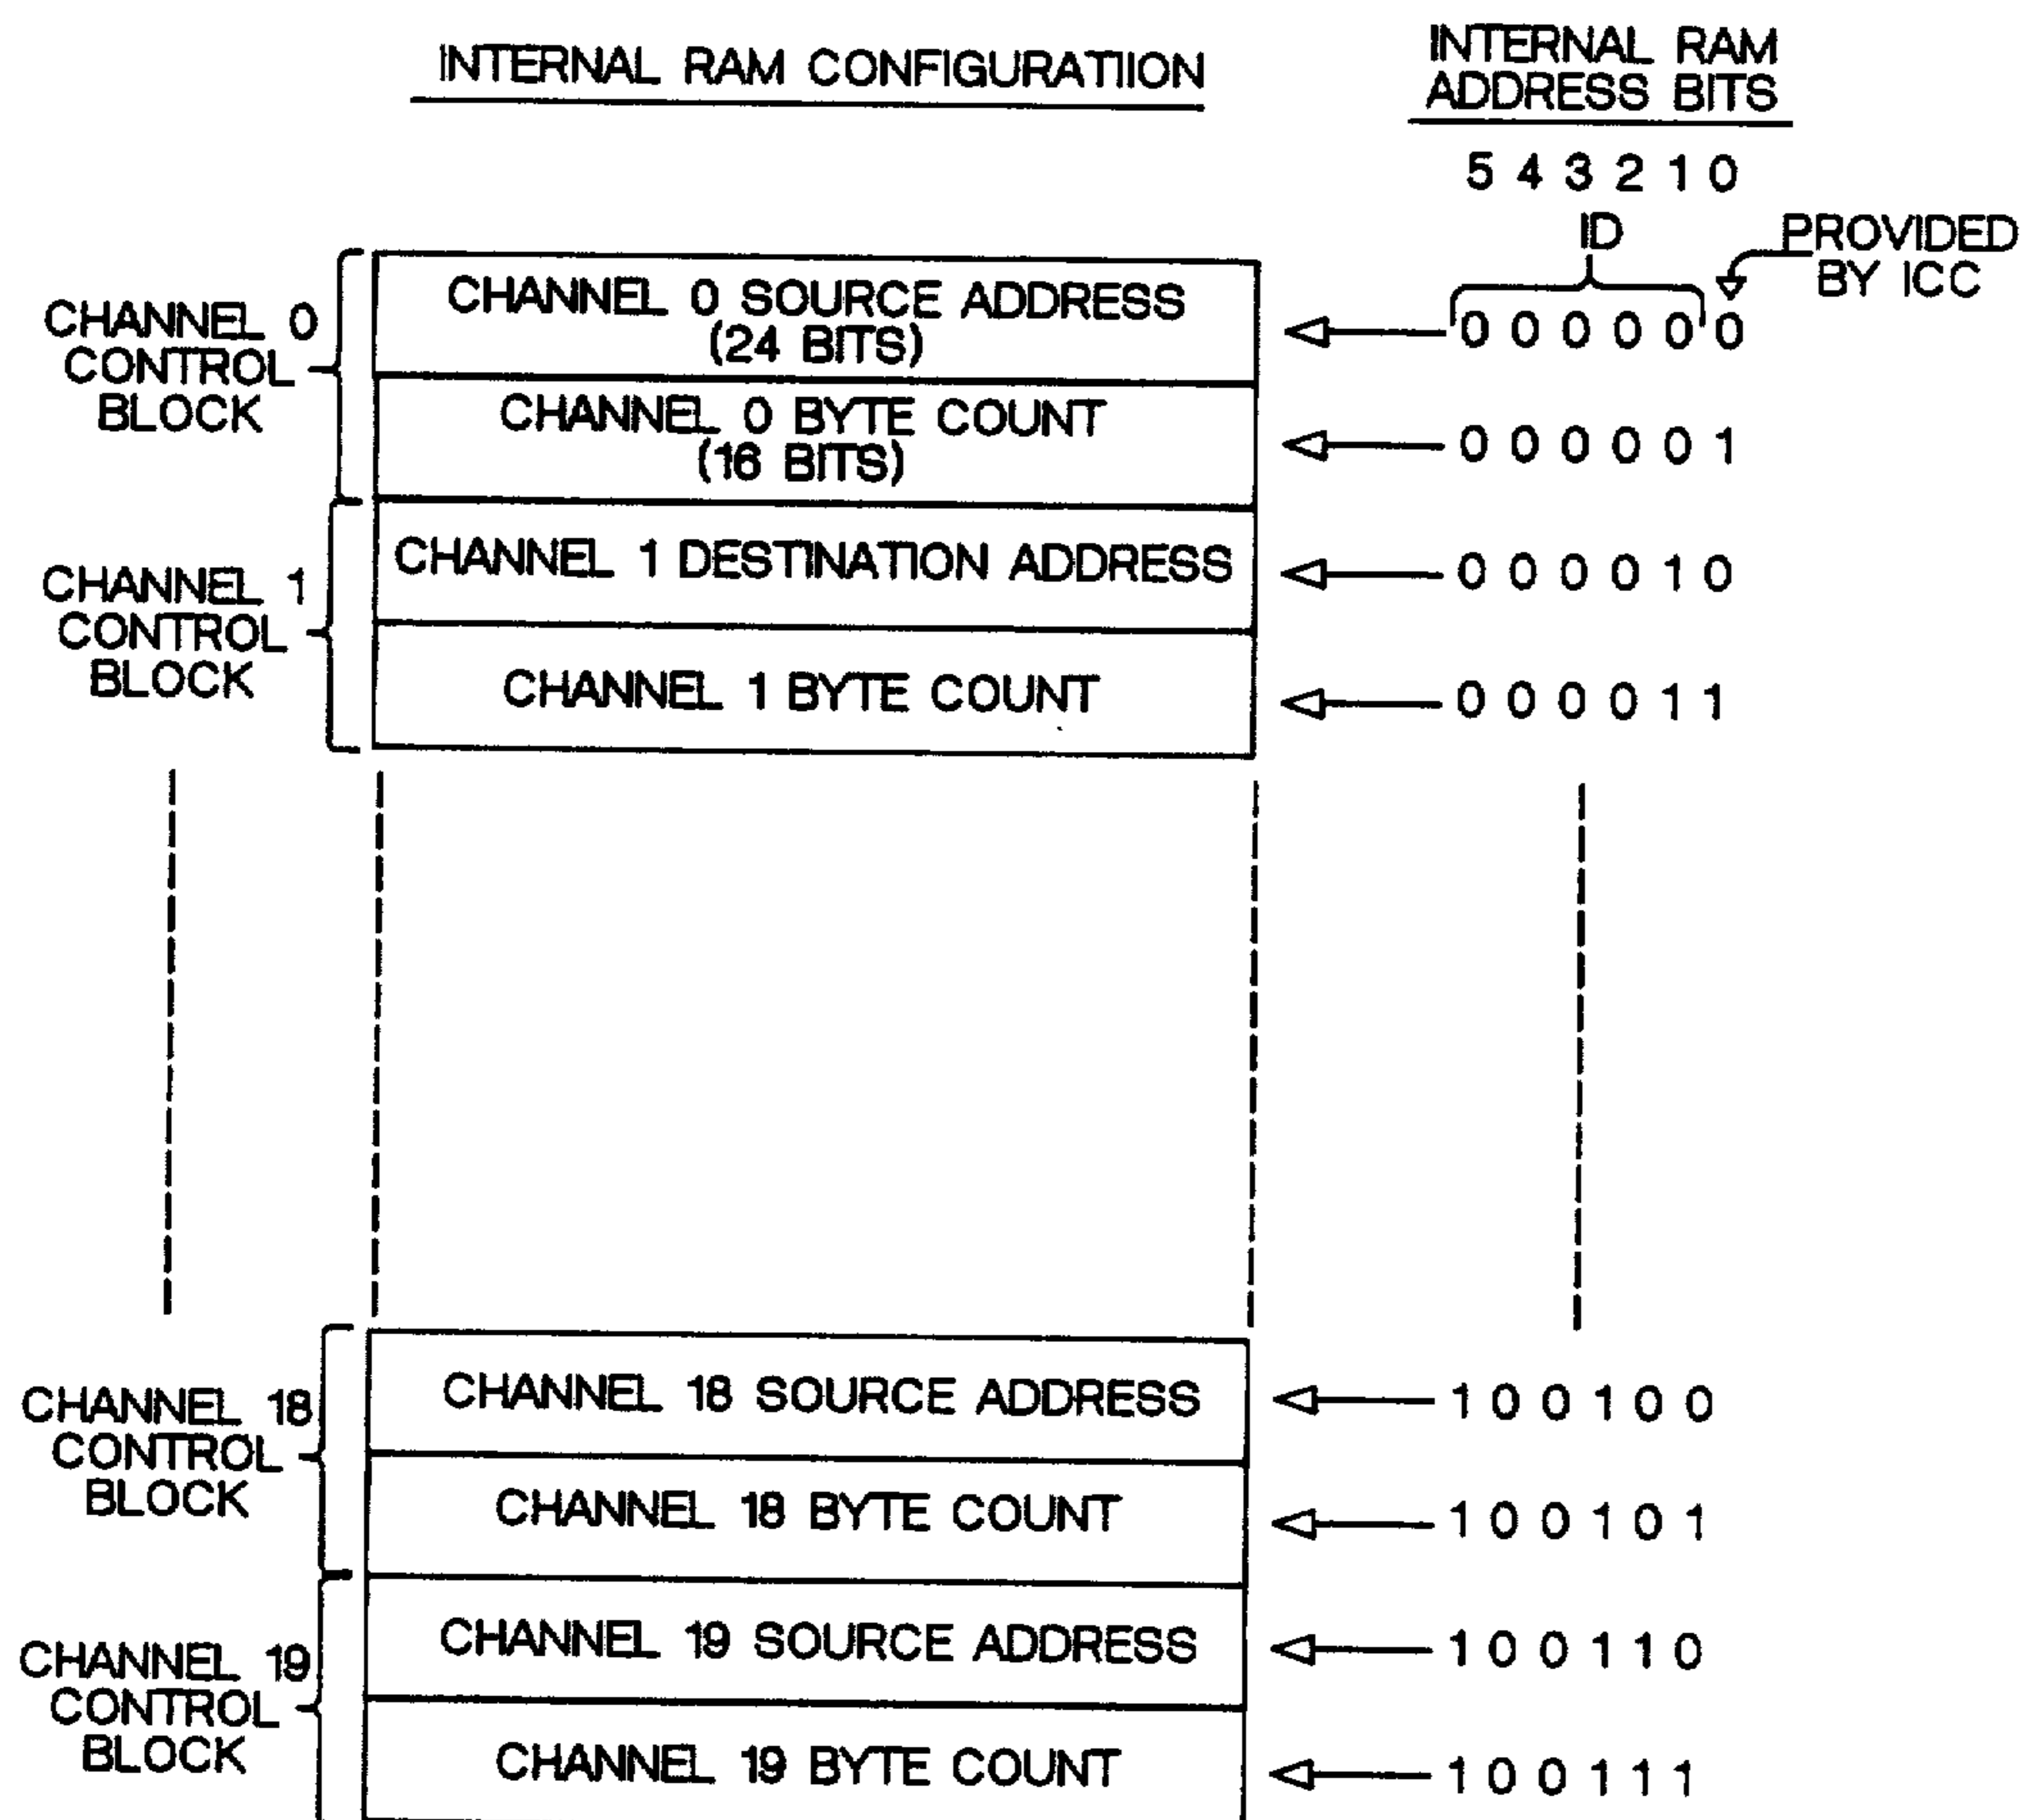 INTERNAL RAM CONFIGURATIION
INTERNAL RAM
ADDRESS BITS
5 4 3 2 1 0
ID
PROVIDED
BY ICC
CHANNEL 0
CONTROL
BLOCK
CHANNEL 0 SOURCE ADDRESS
(24 BITS)
0 0 0 0 0 0
CHANNEL 0 BYTE COUNT
(16 BITS)
0 0 0 0 0 1
CHANNEL 1
CONTROL
BLOCK
CHANNEL 1 DESTINATION ADDRESS
0 0 0 0 1 0
CHANNEL 1 BYTE COUNT
0 0 0 0 1 1
CHANNEL 18
CONTROL
BLOCK
CHANNEL 18 SOURCE ADDRESS
1 0 0 1 0 0
CHANNEL 18 BYTE COUNT
1 0 0 1 0 1
CHANNEL 19
CONTROL
BLOCK
CHANNEL 19 SOURCE ADDRESS
1 0 0 1 1 0
CHANNEL 19 BYTE COUNT
1 0 0 1 1 1